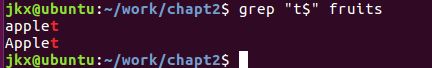 jkx@ubuntu:~/work/chapt2$ grep "t$" fruits
applet
Applet
jkx@ubuntu:~/work/chapt2$